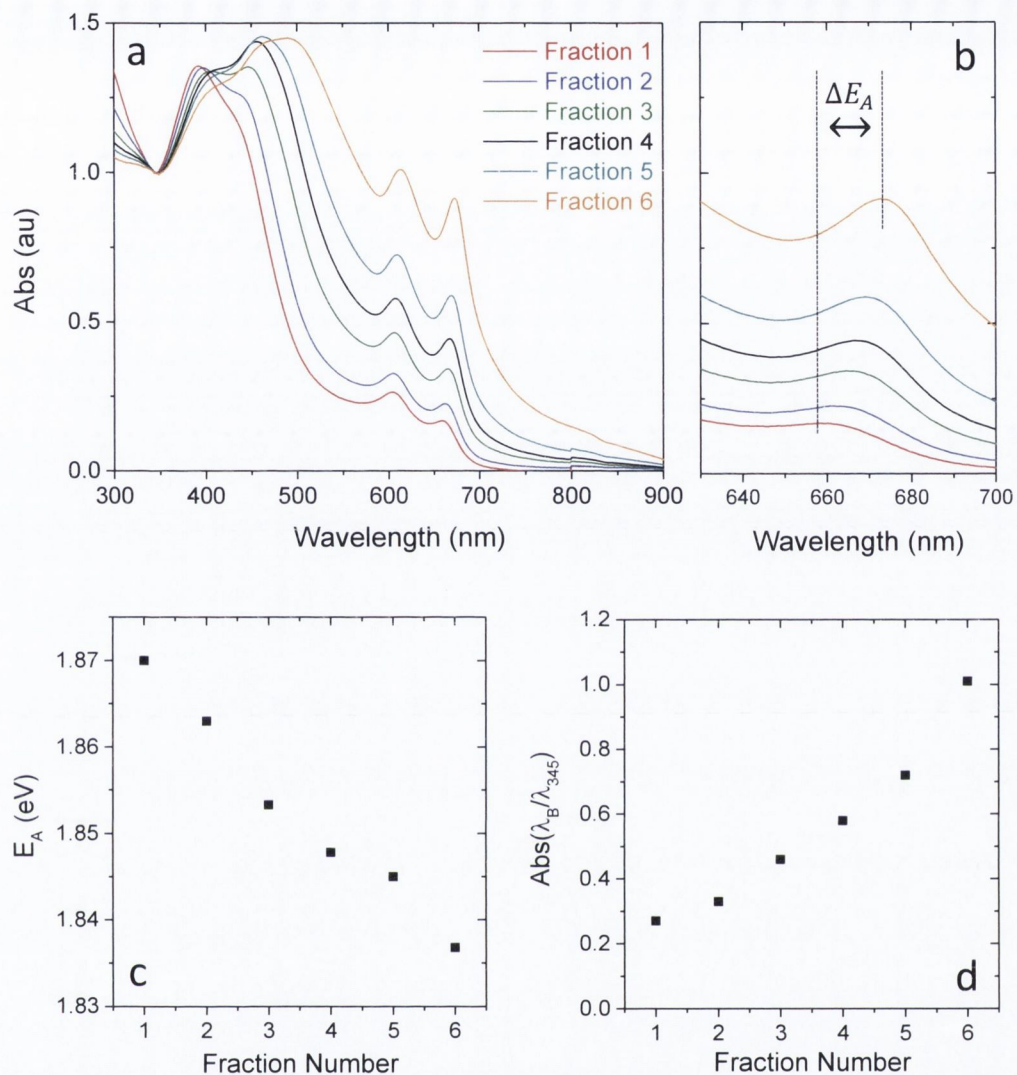 a
Fraction 1
Fraction 2
Fraction 3
Fraction 4
Fraction 5
Fraction 6
1.5
1.0
0.5
0.0
Abs (au)
300 400 500 600 700 800 900
Wavelength (nm)
b
ΔE_A
640 660 680 700
Wavelength (nm)
1.87
1.86
1.85
1.84
1.83
E_A (eV)
c
1 2 3 4 5 6
Fraction Number
1.2
1.0
0.8
0.6
0.4
0.2
0.0
Abs(λ_B/λ_345)
d
1 2 3 4 5 6
Fraction Number